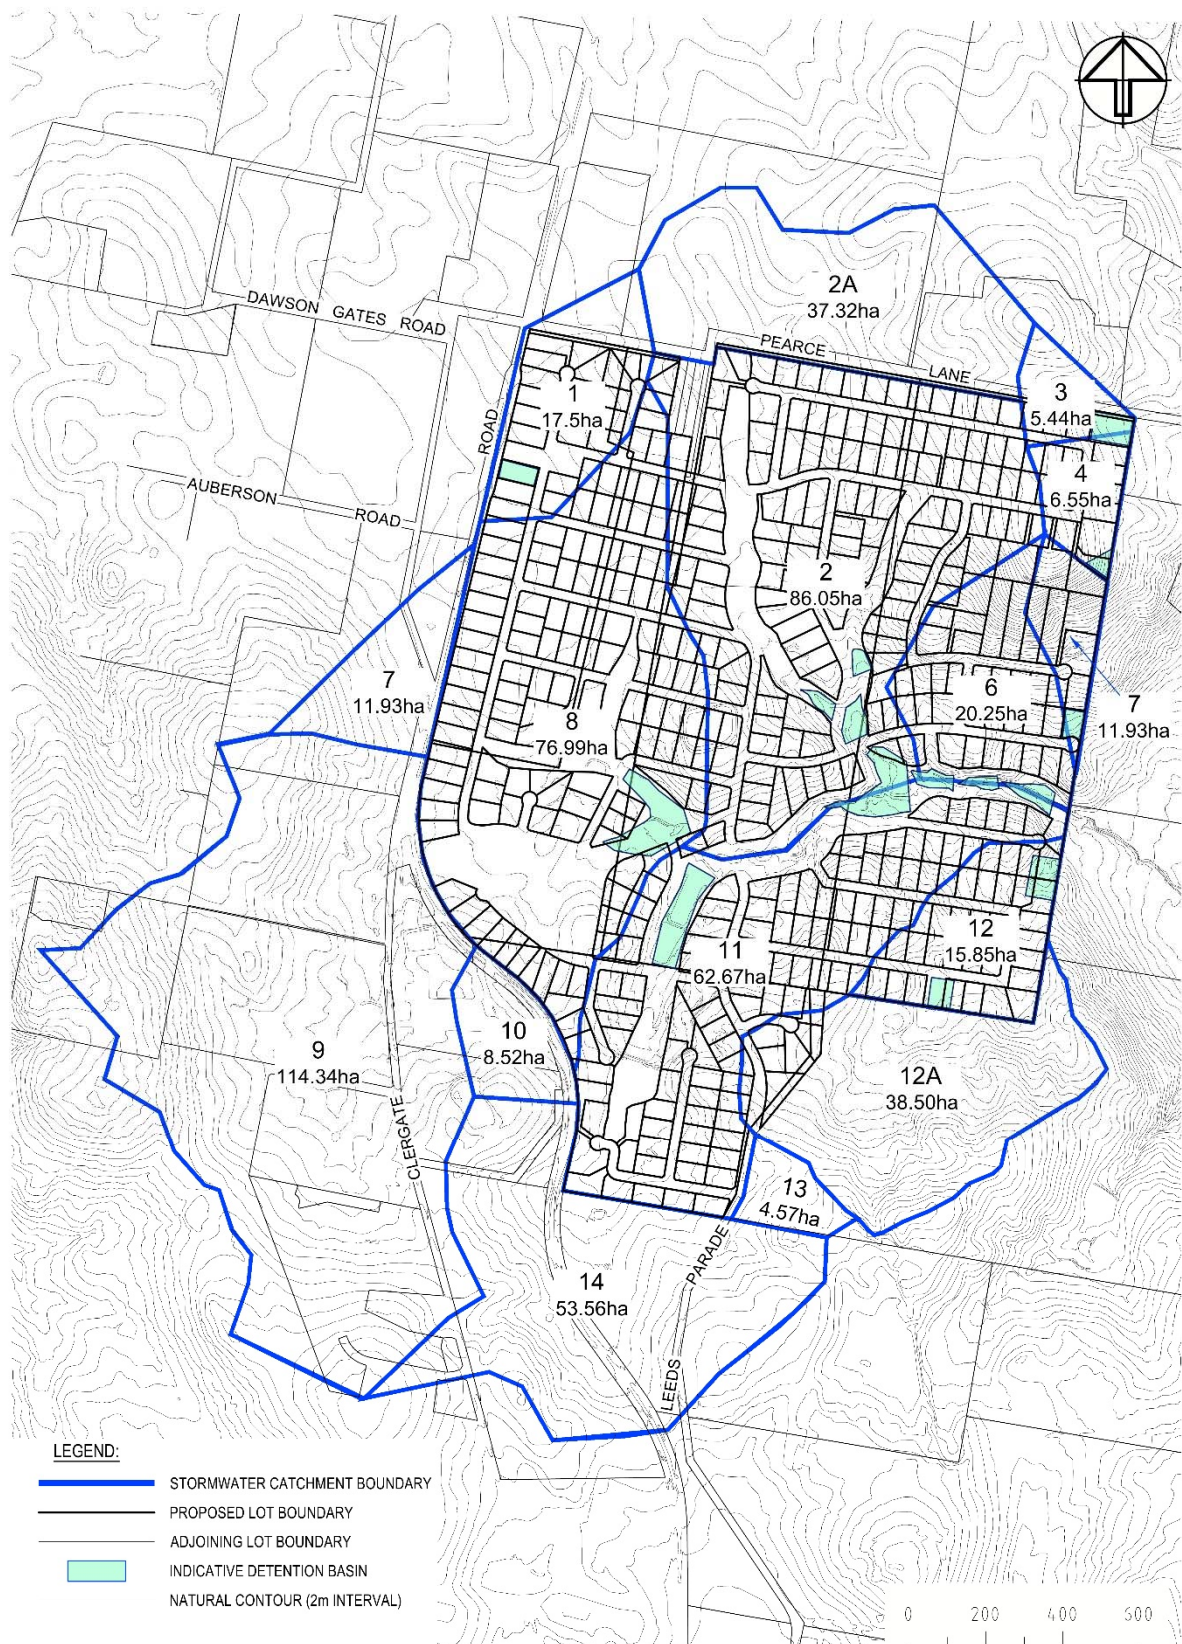 2A
37.32ha
DAWSON GATES ROAD
PEARCE LANE
1
17.5ha
3
5.44ha
ROAD
4
6.55ha
AUBERSON ROAD
2
86.05ha
7
11.93ha
6
20.25ha
7
11.93ha
8
76.99ha
11
62.67ha
12
15.85ha
10
8.52ha
9
114.34ha
12A
38.50ha
CLERGATE
13
4.57ha
PARADE
14
53.56ha
LEEDS
LEGEND:
STORMWATER CATCHMENT BOUNDARY
PROPOSED LOT BOUNDARY
ADJOINING LOT BOUNDARY
INDICATIVE DETENTION BASIN
NATURAL CONTOUR (2m INTERVAL)
0 200 400 600